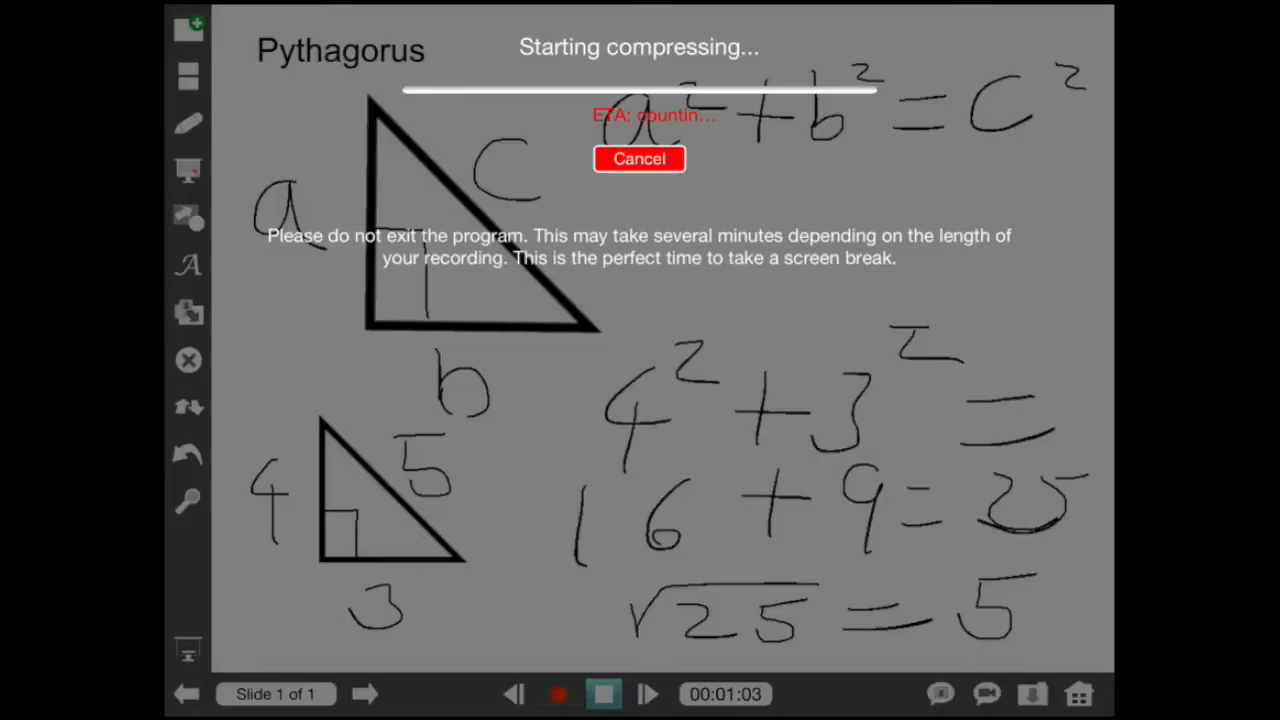 Pythagorus
Starting compressing...
a² + b² = c²
ETA: countin...
Cancel
a
c
Please do not exit the program. This may take several minutes depending on the length of
your recording. This is the perfect time to take a screen break.
b
4² + 3² =
4
5
16 + 9 = 25
3
√25 = 5
Slide 1 of 1
00:01:03